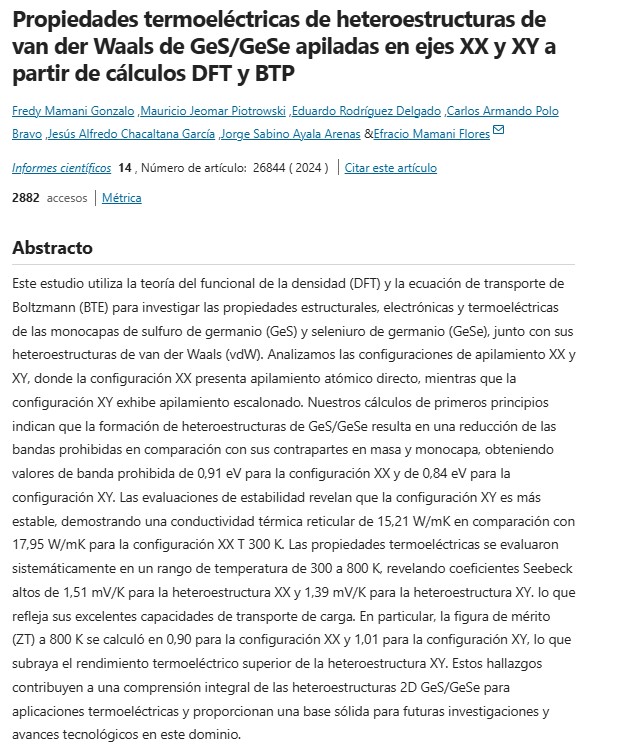 Propiedades termoeléctricas de heteroestructuras de
van der Waals de GeS/GeSe apiladas en ejes XX y XY a
partir de cálculos DFT y BTP
Fredy Mamani Gonzalo ,Mauricio Jeomar Piotrowski ,Eduardo Rodríguez Delgado ,Carlos Armando Polo
Bravo ,Jesús Alfredo Chacaltana García ,Jorge Sabino Ayala Arenas &Efracio Mamani Flores
Informes científicos 14 , Número de artículo: 26844 ( 2024 ) | Citar este artículo
2882 accesos | Métrica
Abstracto
Este estudio utiliza la teoría del funcional de la densidad (DFT) y la ecuación de transporte de
Boltzmann (BTE) para investigar las propiedades estructurales, electrónicas y termoeléctricas
de las monocapas de sulfuro de germanio (GeS) y seleniuro de germanio (GeSe), junto con sus
heteroestructuras de van der Waals (vdW). Analizamos las configuraciones de apilamiento XX y
XY, donde la configuración XX presenta apilamiento atómico directo, mientras que la
configuración XY exhibe apilamiento escalonado. Nuestros cálculos de primeros principios
indican que la formación de heteroestructuras de GeS/GeSe resulta en una reducción de las
bandas prohibidas en comparación con sus contrapartes en masa y monocapa, obteniendo
valores de banda prohibida de 0,91 eV para la configuración XX y de 0,84 eV para la
configuración XY. Las evaluaciones de estabilidad revelan que la configuración XY es más
estable, demostrando una conductividad térmica reticular de 15,21 W/mK en comparación con
17,95 W/mK para la configuración XX T 300 K. Las propiedades termoeléctricas se evaluaron
sistemáticamente en un rango de temperatura de 300 a 800 K, revelando coeficientes Seebeck
altos de 1,51 mV/K para la heteroestructura XX y 1,39 mV/K para la heteroestructura XY. lo que
refleja sus excelentes capacidades de transporte de carga. En particular, la figura de mérito
(ZT) a 800 K se calculó en 0,90 para la configuración XX y 1,01 para la configuración XY, lo que
subraya el rendimiento termoeléctrico superior de la heteroestructura XY. Estos hallazgos
contribuyen a una comprensión integral de las heteroestructuras 2D GeS/GeSe para
aplicaciones termoeléctricas y proporcionan una base sólida para futuras investigaciones y
avances tecnológicos en este dominio.